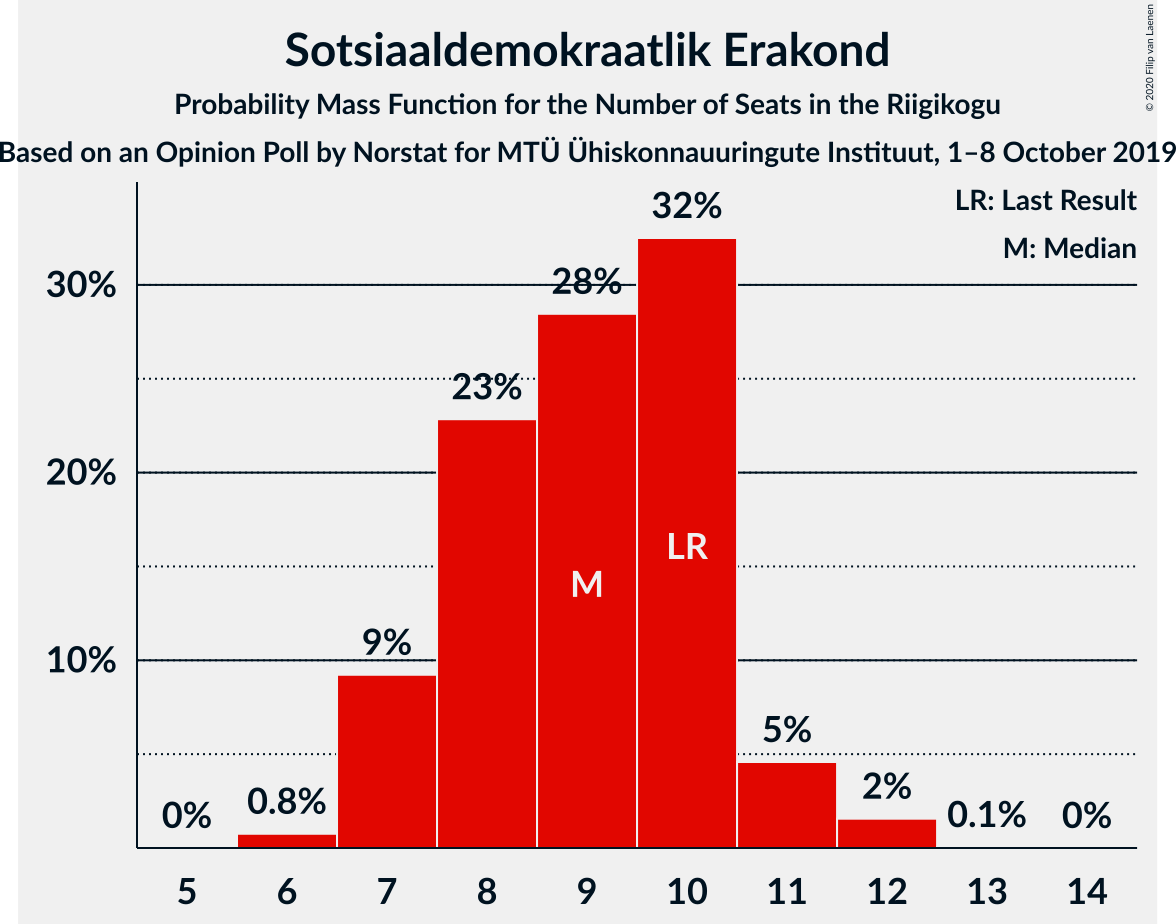 Sotsiaaldemokraatlik Erakond
Probability Mass Function for the Number of Seats in the Riigikogu
Based on an Opinion Poll by Norstat for MTÜ Ühiskonnauuringute Instituut, 1–8 October 2019
© 2020 Filip van Laenen
LR: Last Result
M: Median
30%
20%
10%
0%
0.8%
9%
23%
28%
32%
5%
2%
0.1%
0%
M
LR
5 6 7 8 9 10 11 12 13 14